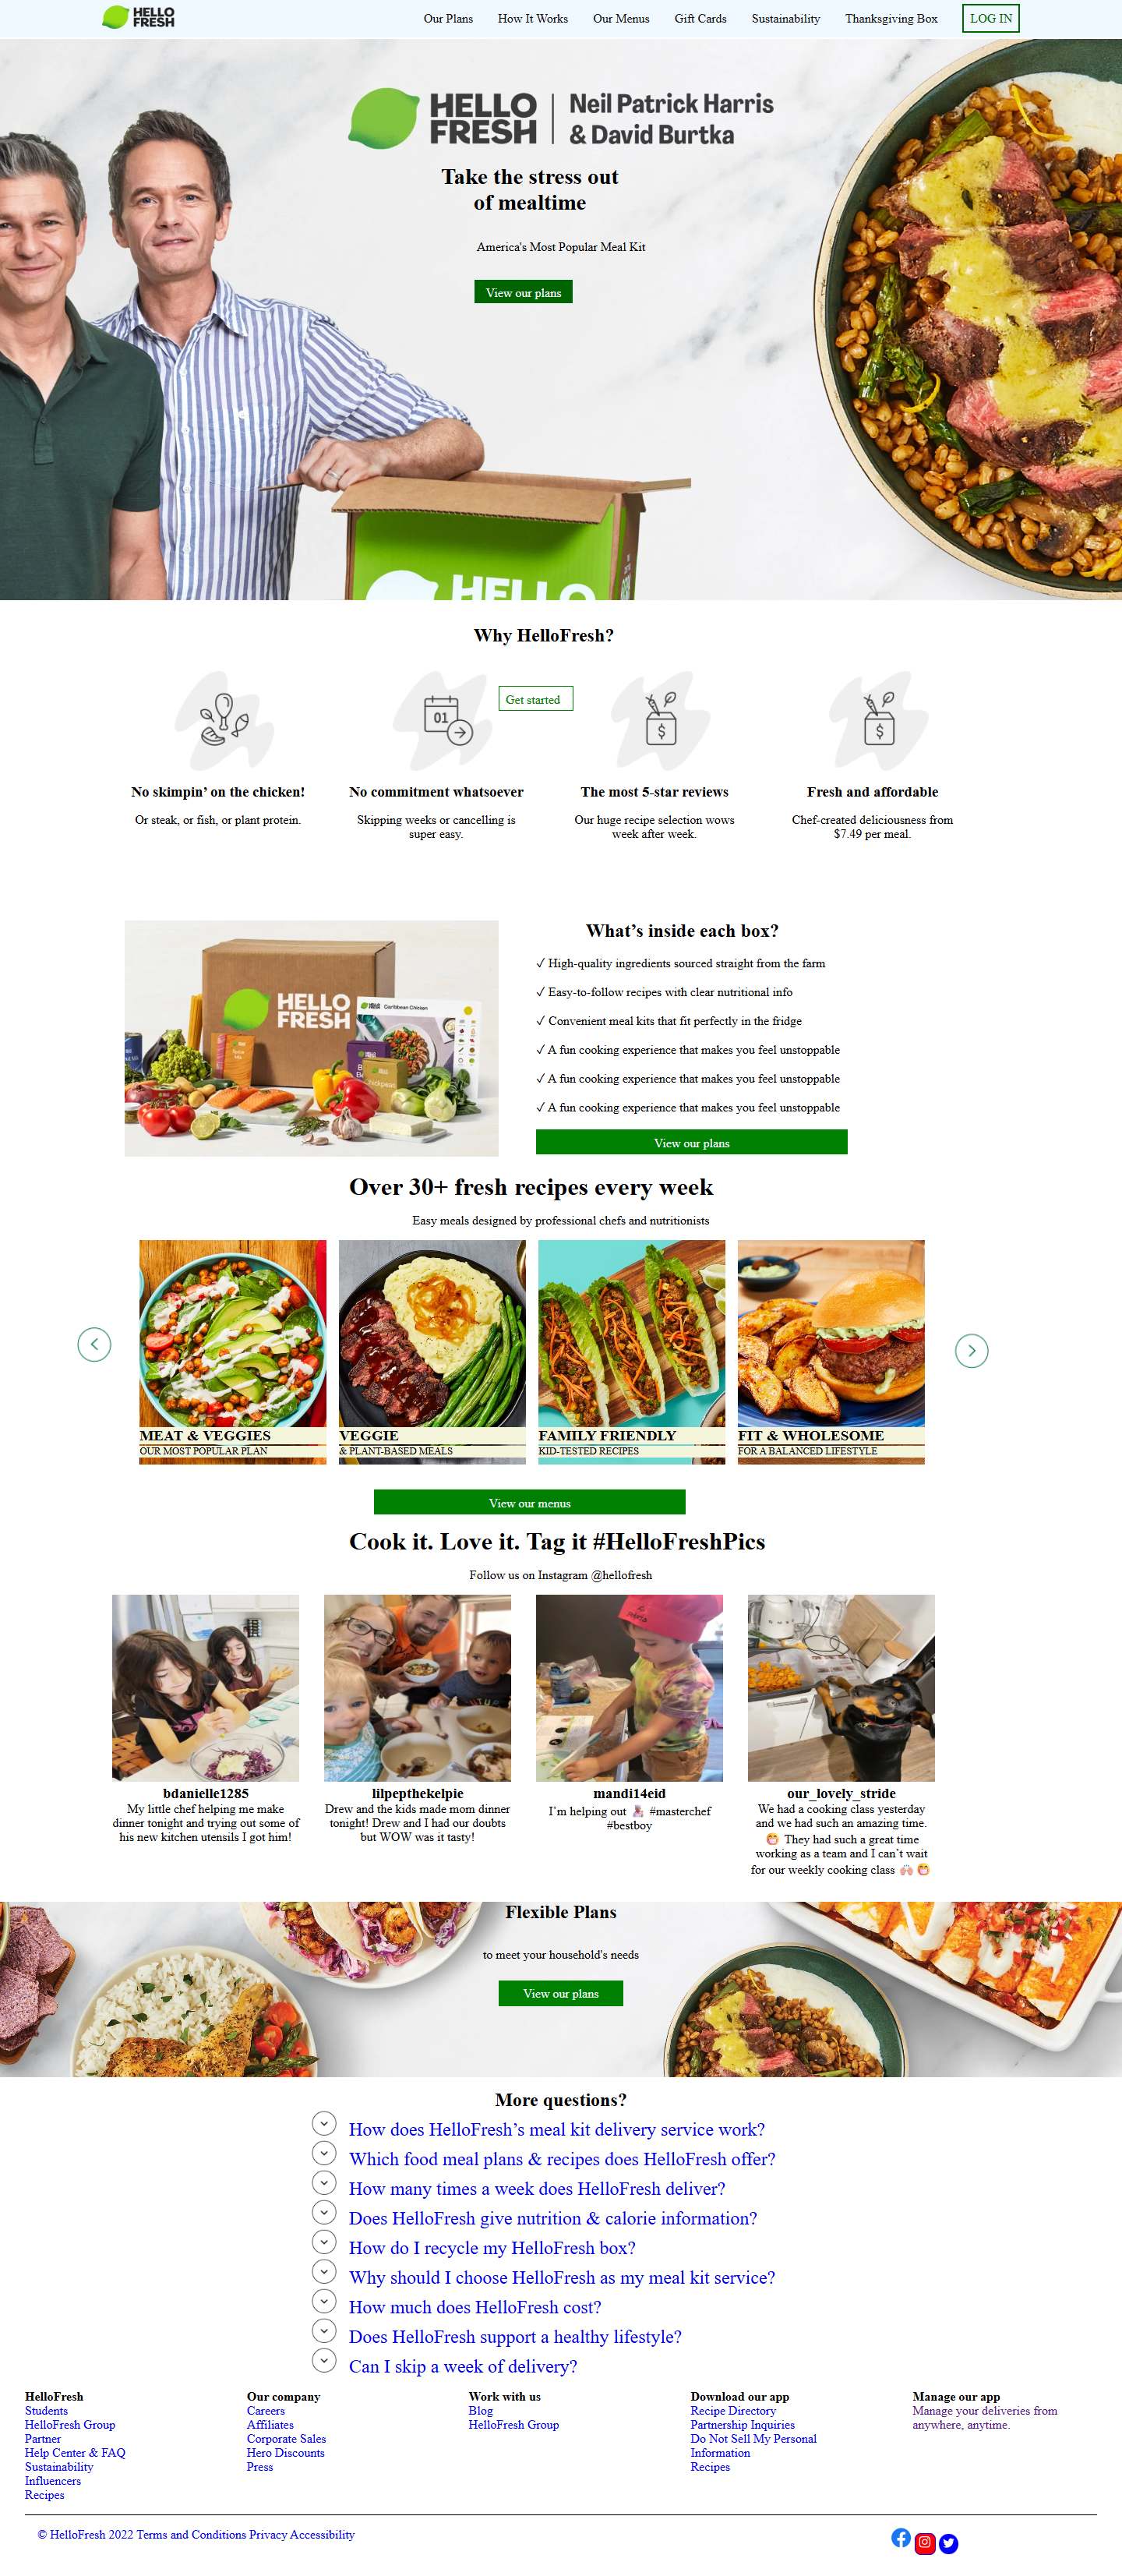 HELLO
FRESH
Our Plans How It Works Our Menus Gift Cards Sustainability Thanksgiving Box LOG IN
HELLO
FRESH
Neil Patrick Harris
& David Burtka
Take the stress out
of mealtime
America's Most Popular Meal Kit
View our plans
HELLO
Why HelloFresh?
01
Get started
$
$
No skimpin’ on the chicken!
Or steak, or fish, or plant protein.
No commitment whatsoever
Skipping weeks or cancelling is
super easy.
The most 5-star reviews
Our huge recipe selection wows
week after week.
Fresh and affordable
Chef-created deliciousness from
$7.49 per meal.
HELLO
FRESH
Caribbean Chicken
What’s inside each box?
✓ High-quality ingredients sourced straight from the farm
✓ Easy-to-follow recipes with clear nutritional info
✓ Convenient meal kits that fit perfectly in the fridge
✓ A fun cooking experience that makes you feel unstoppable
✓ A fun cooking experience that makes you feel unstoppable
✓ A fun cooking experience that makes you feel unstoppable
View our plans
Over 30+ fresh recipes every week
Easy meals designed by professional chefs and nutritionists
MEAT & VEGGIES
OUR MOST POPULAR PLAN
VEGGIE
& PLANT-BASED MEALS
FAMILY FRIENDLY
KID-TESTED RECIPES
FIT & WHOLESOME
FOR A BALANCED LIFESTYLE
View our menus
Cook it. Love it. Tag it #HelloFreshPics
Follow us on Instagram @hellofresh
bdanielle1285
My little chef helping me make
dinner tonight and trying out some of
his new kitchen utensils I got him!
lilpepthekelpie
Drew and the kids made mom dinner
tonight! Drew and I had our doubts
but WOW was it tasty!
mandi14eid
I’m helping out #masterchef
#bestboy
our_lovely_stride
We had a cooking class yesterday
and we had such an amazing time.
😁 They had such a great time
working as a team and I can’t wait
for our weekly cooking class 🙌🏻 😁
Flexible Plans
to meet your household's needs
View our plans
More questions?
How does HelloFresh’s meal kit delivery service work?
Which food meal plans & recipes does HelloFresh offer?
How many times a week does HelloFresh deliver?
Does HelloFresh give nutrition & calorie information?
How do I recycle my HelloFresh box?
Why should I choose HelloFresh as my meal kit service?
How much does HelloFresh cost?
Does HelloFresh support a healthy lifestyle?
Can I skip a week of delivery?
HelloFresh
Students
HelloFresh Group
Partner
Help Center & FAQ
Sustainability
Influencers
Recipes
Our company
Careers
Affiliates
Corporate Sales
Hero Discounts
Press
Work with us
Blog
HelloFresh Group
Download our app
Recipe Directory
Partnership Inquiries
Do Not Sell My Personal
Information
Recipes
Manage our app
Manage your deliveries from
anywhere, anytime.
© HelloFresh 2022 Terms and Conditions Privacy Accessibility